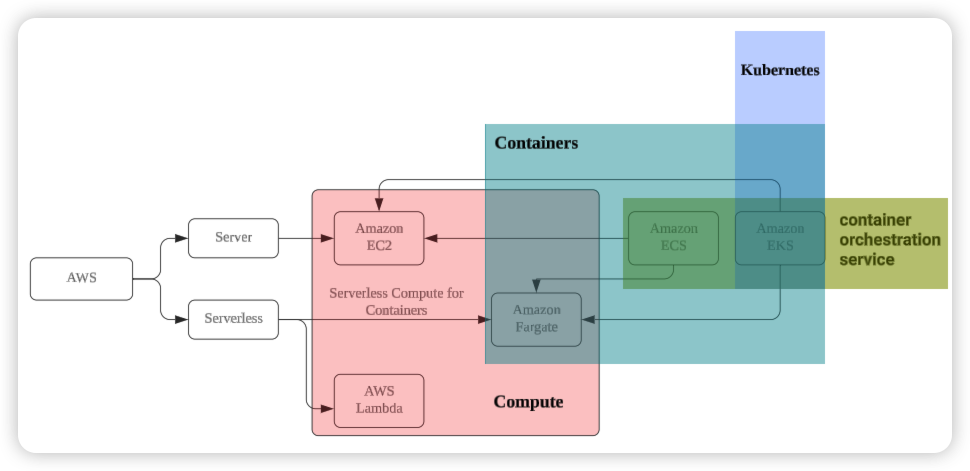 Kubernetes
Containers
Amazon
EC2
Amazon
ECS
Amazon
EKS
container
orchestration
service
Server
AWS
Serverless
Serverless Compute for
Containers
Amazon
Fargate
AWS
Lambda
Compute